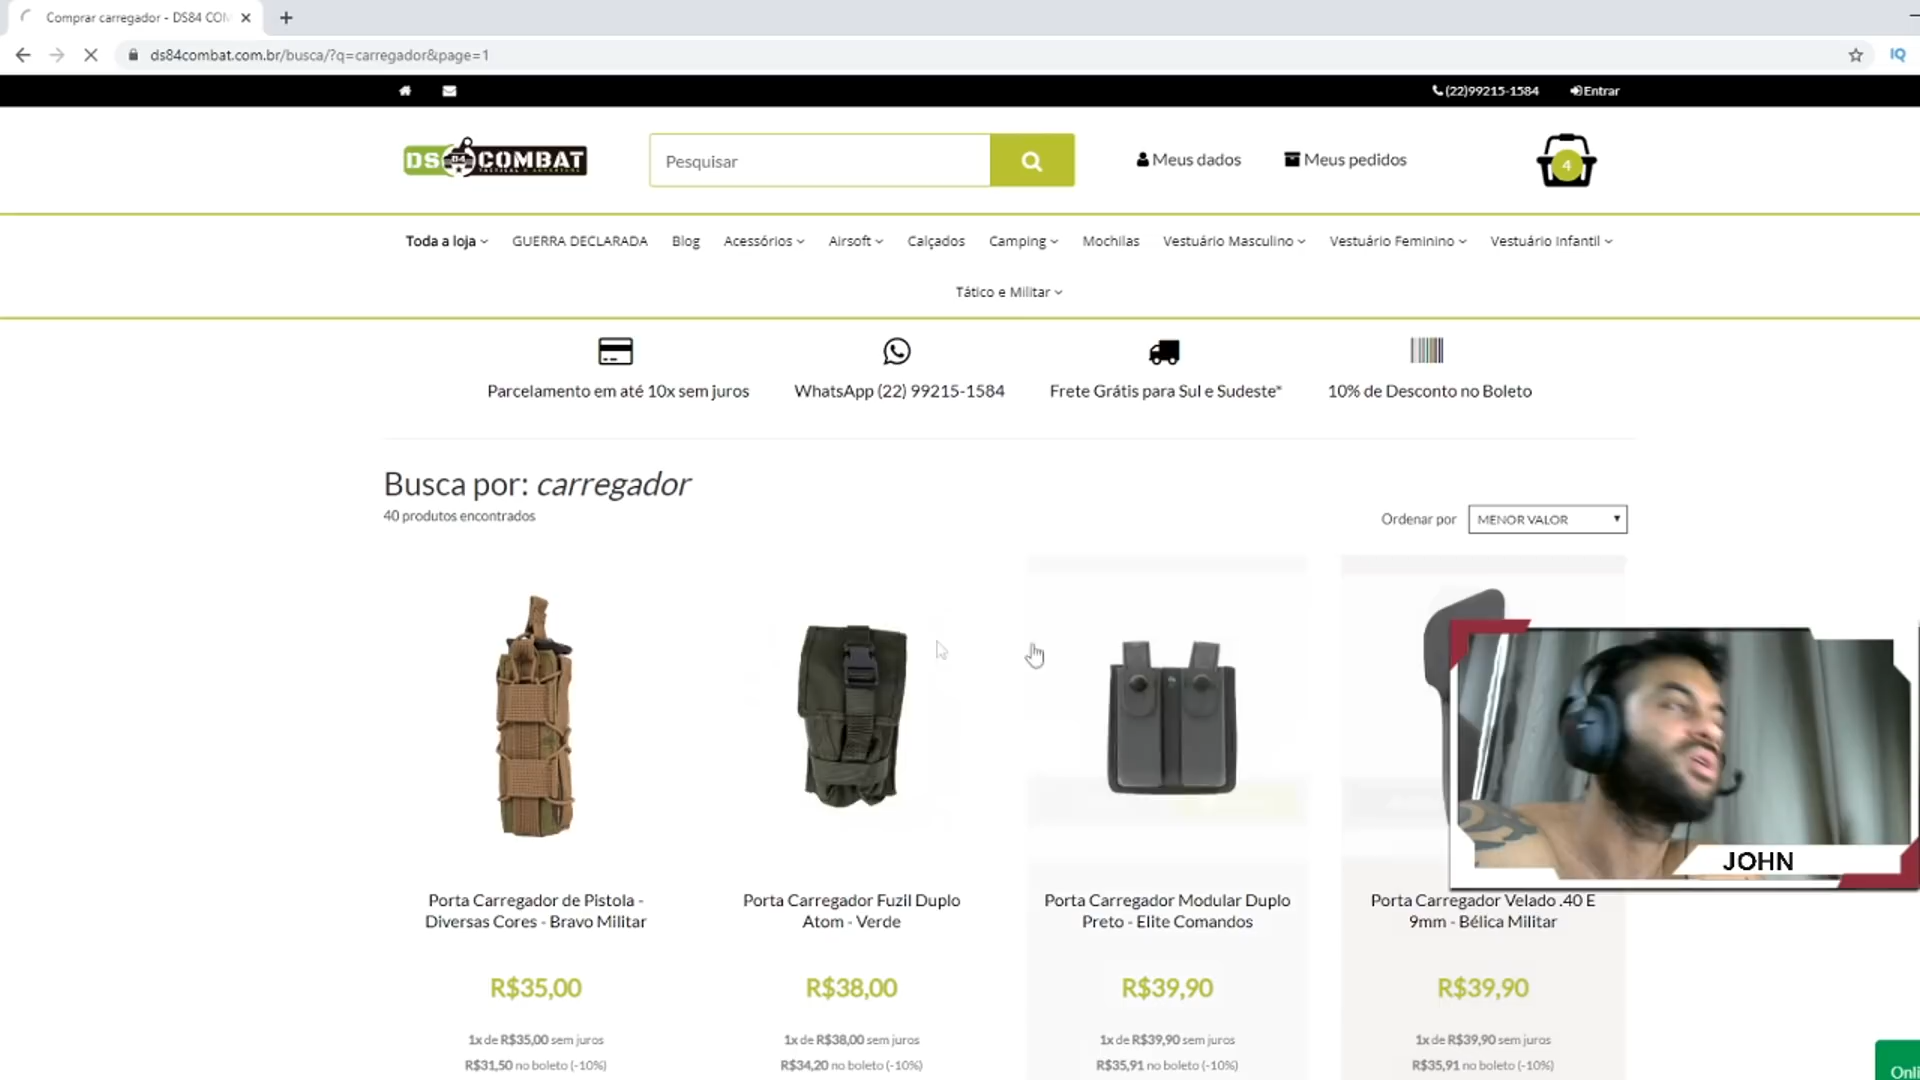 Comprar carregador - DS84 COM
ds84combat.com.br/busca/?q=carregador&page=1
IQ
(22)99215-1584
Entrar
DS 84 COMBAT
Pesquisar
Meus dados
Meus pedidos
4
Toda a loja
GUERRA DECLARADA
Blog
Acessórios
Airsoft
Calçados
Camping
Mochilas
Vestuário Masculino
Vestuário Feminino
Vestuário Infantil
Tático e Militar
Parcelamento em até 10x sem juros
WhatsApp (22) 99215-1584
Frete Grátis para Sul e Sudeste*
10% de Desconto no Boleto
Busca por: carregador
40 produtos encontrados
Ordenar por
MENOR VALOR
JOHN
Porta Carregador de Pistola -
Diversas Cores - Bravo Militar
R$35,00
1x de R$35,00 sem juros
R$31,50 no boleto (-10%)
Porta Carregador Fuzil Duplo
Atom - Verde
R$38,00
1x de R$38,00 sem juros
R$34,20 no boleto (-10%)
Porta Carregador Modular Duplo
Preto - Elite Comandos
R$39,90
1x de R$39,90 sem juros
R$35,91 no boleto (-10%)
Porta Carregador Velado .40 E
9mm - Bélica Militar
R$39,90
1x de R$39,90 sem juros
R$35,91 no boleto (-10%)
Onli